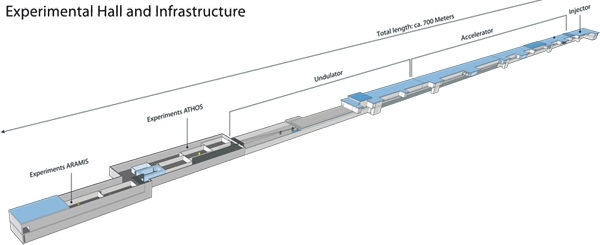 Experimental Hall and Infrastructure
Total length: ca. 700 Meters
Injector
Accelerator
Undulator
Experiments ATHOS
Experiments ARAMIS